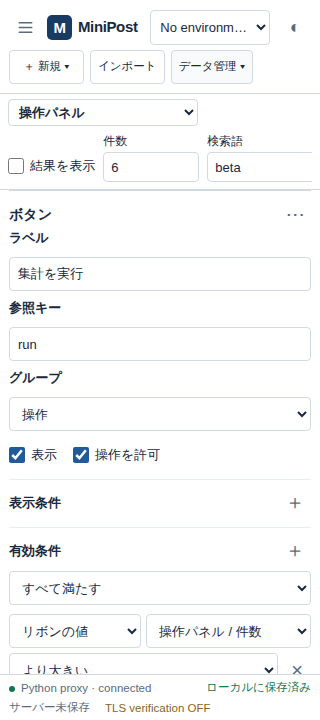 M MiniPost No environm…
＋ 新規 ▾ インポート データ管理 ▾
操作パネル
件数 検索語
結果を表示 6 beta
ボタン ···
ラベル
集計を実行
参照キー
run
グループ
操作
表示 操作を許可
表示条件 ＋
有効条件 ＋
すべて満たす
リボンの値 操作パネル / 件数
より大きい ×
Python proxy · connected ローカルに保存済み
サーバー未保存 TLS verification OFF